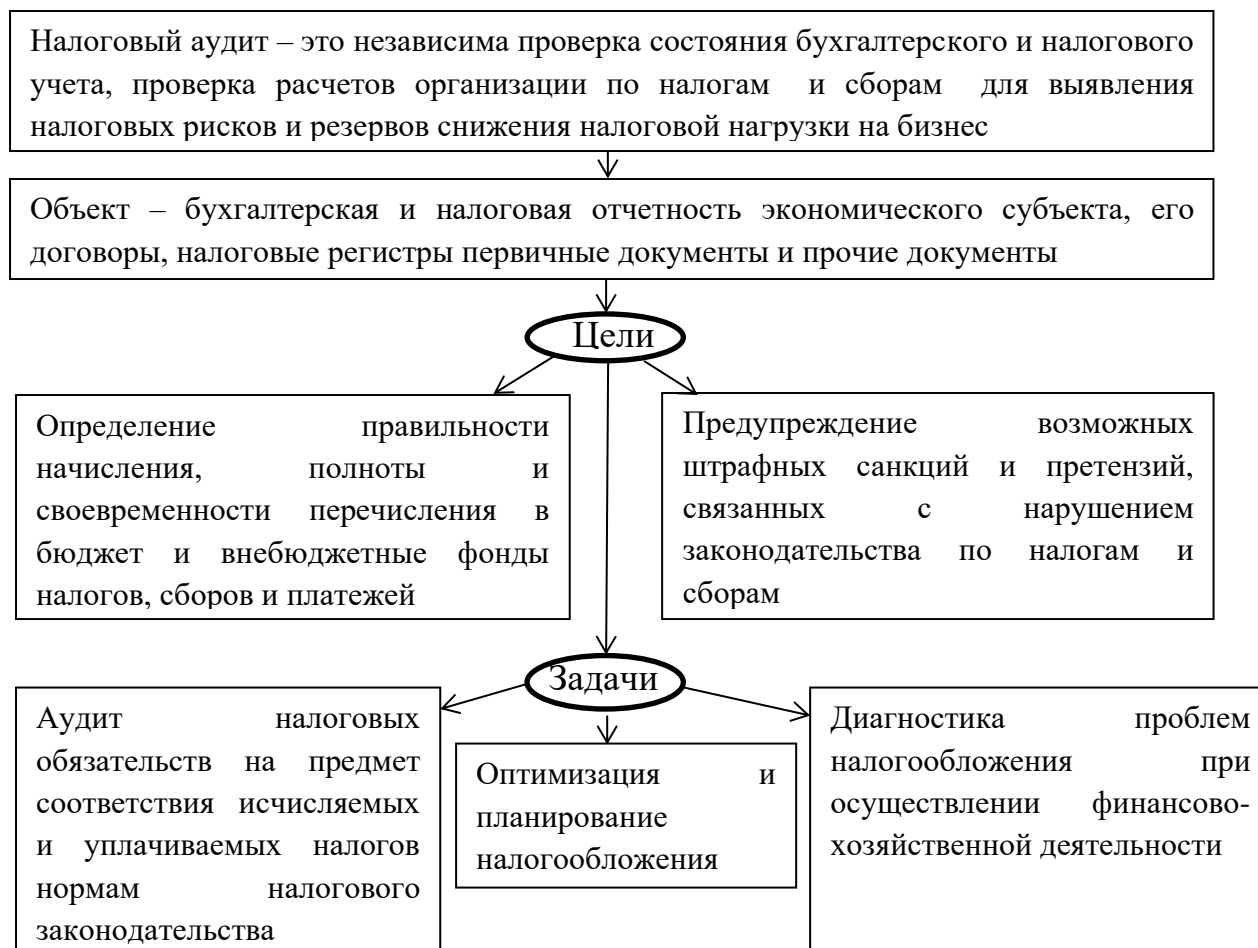 Налоговый аудит – это независима проверка состояния бухгалтерского и налогового
учета, проверка расчетов организации по налогам и сборам для выявления
налоговых рисков и резервов снижения налоговой нагрузки на бизнес
Объект – бухгалтерская и налоговая отчетность экономического субъекта, его
договоры, налоговые регистры первичные документы и прочие документы
Цели
Определение правильности
начисления, полноты и
своевременности перечисления в
бюджет и внебюджетные фонды
налогов, сборов и платежей
Предупреждение возможных
штрафных санкций и претензий,
связанных с нарушением
законодательства по налогам и
сборам
Задачи
Аудит налоговых
обязательств на предмет
соответствия исчисляемых
и уплачиваемых налогов
нормам налогового
законодательства
Оптимизация и
планирование
налогообложения
Диагностика проблем
налогообложения при
осуществлении финансово-
хозяйственной деятельности